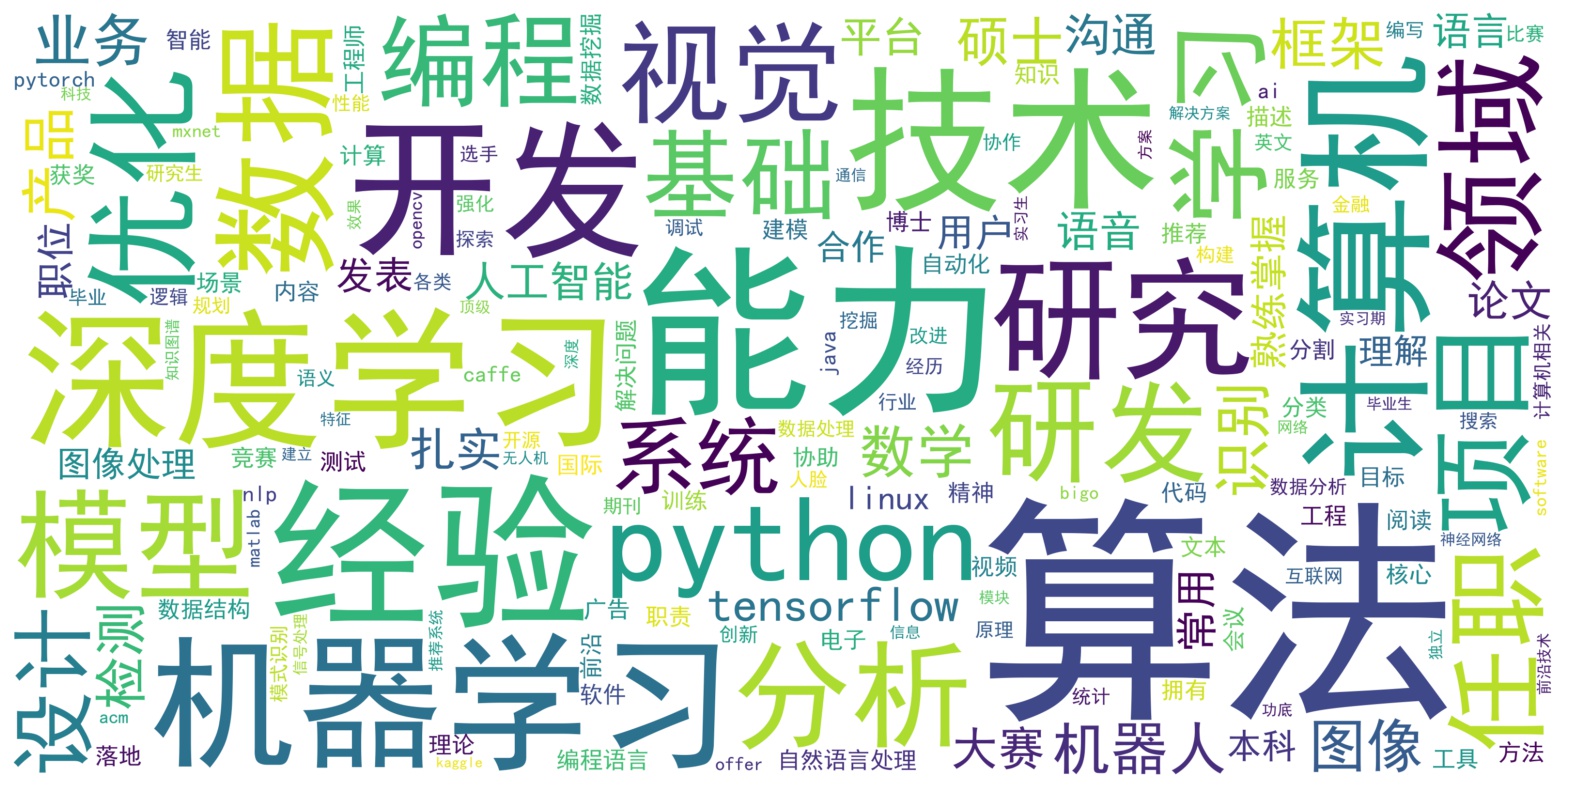 业务
智能
数据
工程师
编程
数据挖掘
视觉
平台
硕士
沟通
学习
框架
编写
语言
比赛
pytorch
科技
优化
性能
知识
ai
解决方案
描述
计算机
领域
产品
mxnet
获奖
研究生
计算
选手
开发
基础
技术
协作
方案
英文
服务
通信
效果
opencv
强化
探索
调试
建模
博士
用户
实习生
语音
推荐
金融
职位
合作
自动化
构建
熟练掌握
场景
毕业
逻辑
规划
内容
发表
各类
人工智能
顶级
能力
研究
论文
实习期
深度学习
知识图谱
语义
caffe
深度
解决问题
java
挖掘
改进
经历
行业
分割
理解
项目
计算机相关
毕业生
特征
研发
识别
分类
网络
搜索
扎实
开源
无人机
系统
数据处理
数学
图像处理
竞赛
建立
测试
国际
协助
人脸
目标
software
模型
nlp
matlab
经验
期刊
训练
python
linux
精神
bigo
代码
数据分析
工程
阅读
神经网络
算法
文本
互联网
核心
任职
视频
模块
常用
会议
设计
检测
数据结构
模式识别
信号处理
推荐系统
广告
职责
tensorflow
创新
电子
信息
原理
独立
前沿技术
acm
机器学习
前沿
软件
分析
统计
拥有
功底
落地
理论
kaggle
编程语言
offer
自然语言处理
大赛
机器人
本科
图像
工具
方法